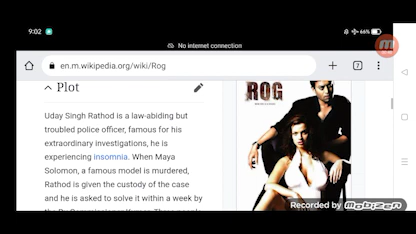 9:02
66%
No internet connection
en.m.wikipedia.org/wiki/Rog
7
Plot
ROG
Uday Singh Rathod is a law-abiding but
troubled police officer, famous for his
extraordinary investigations, he is
experiencing insomnia. When Maya
Solomon, a famous model is murdered,
Rathod is given the custody of the case
and he is asked to solve it within a week by
Recorded by mobizen